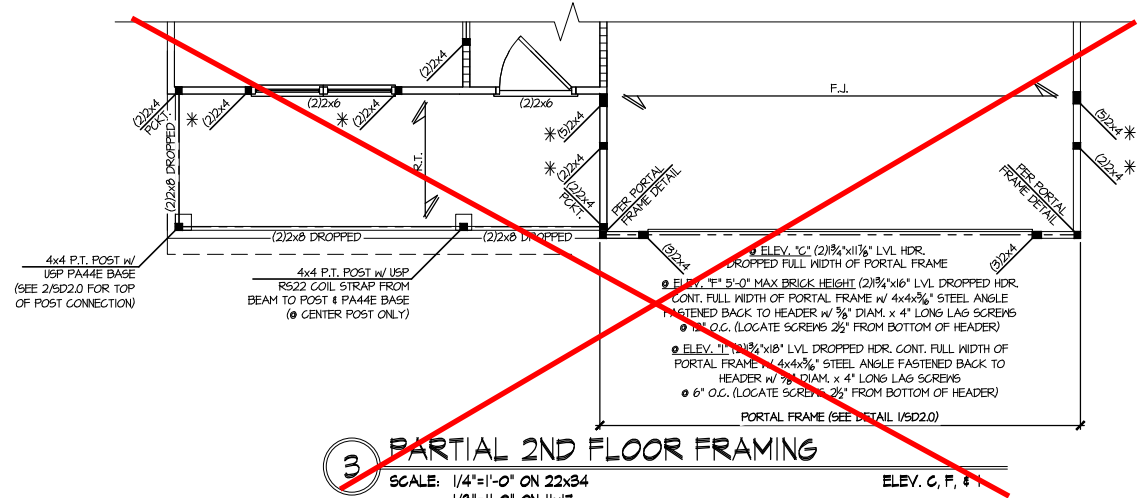 (2)2x4
F.J.
(2)2x4
PCKT.
*
(2)2x4
(2)2x6
*
(2)2x4
(2)2x6
*
(5)2x4
(5)2x4
*
(2)2x8 DROPPED
R.T.
*
(2)2x4
(2)2x4
PCKT.
(2)2x4
*
PER PORTAL
FRAME DETAIL
PER PORTAL
FRAME DETAIL
(2)2x8 DROPPED
(2)2x8 DROPPED
(3)2x4
(3)2x4
4x4 P.T. POST W/
USP PA44E BASE
(SEE 2/SD2.0 FOR TOP
OF POST CONNECTION)
4x4 P.T. POST W/ USP
RS22 COIL STRAP FROM
BEAM TO POST & PA44E BASE
(@ CENTER POST ONLY)
@ ELEV. "C" (2)1¾"x11⅞" LVL HDR.
DROPPED FULL WIDTH OF PORTAL FRAME
@ ELEV. "F" 5'-0" MAX BRICK HEIGHT (2)1¾"x16" LVL DROPPED HDR.
CONT. FULL WIDTH OF PORTAL FRAME W/ 4x4x5/16" STEEL ANGLE
FASTENED BACK TO HEADER W/ ⅝" DIAM. x 4" LONG LAG SCREWS
@ 12" O.C. (LOCATE SCREWS 2½" FROM BOTTOM OF HEADER)
@ ELEV. "I" (2)1¾"x18" LVL DROPPED HDR. CONT. FULL WIDTH OF
PORTAL FRAME W/ 4x4x5/16" STEEL ANGLE FASTENED BACK TO
HEADER W/ ⅝" DIAM. x 4" LONG LAG SCREWS
@ 6" O.C. (LOCATE SCREWS 2½" FROM BOTTOM OF HEADER)
PORTAL FRAME (SEE DETAIL 1/SD2.0)
3 PARTIAL 2ND FLOOR FRAMING
SCALE: 1/4"=1'-0" ON 22x34
ELEV. C, F, &